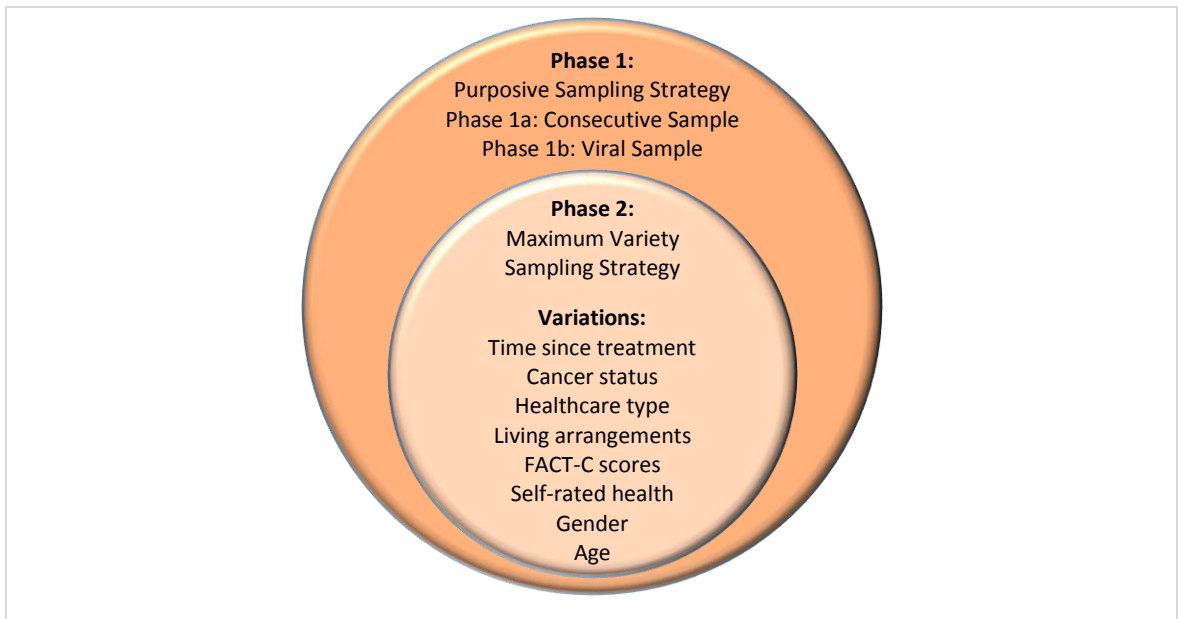 Phase 1:
Purposive Sampling Strategy
Phase 1a: Consecutive Sample
Phase 1b: Viral Sample
Phase 2:
Maximum Variety
Sampling Strategy
Variations:
Time since treatment
Cancer status
Healthcare type
Living arrangements
FACT-C scores
Self-rated health
Gender
Age